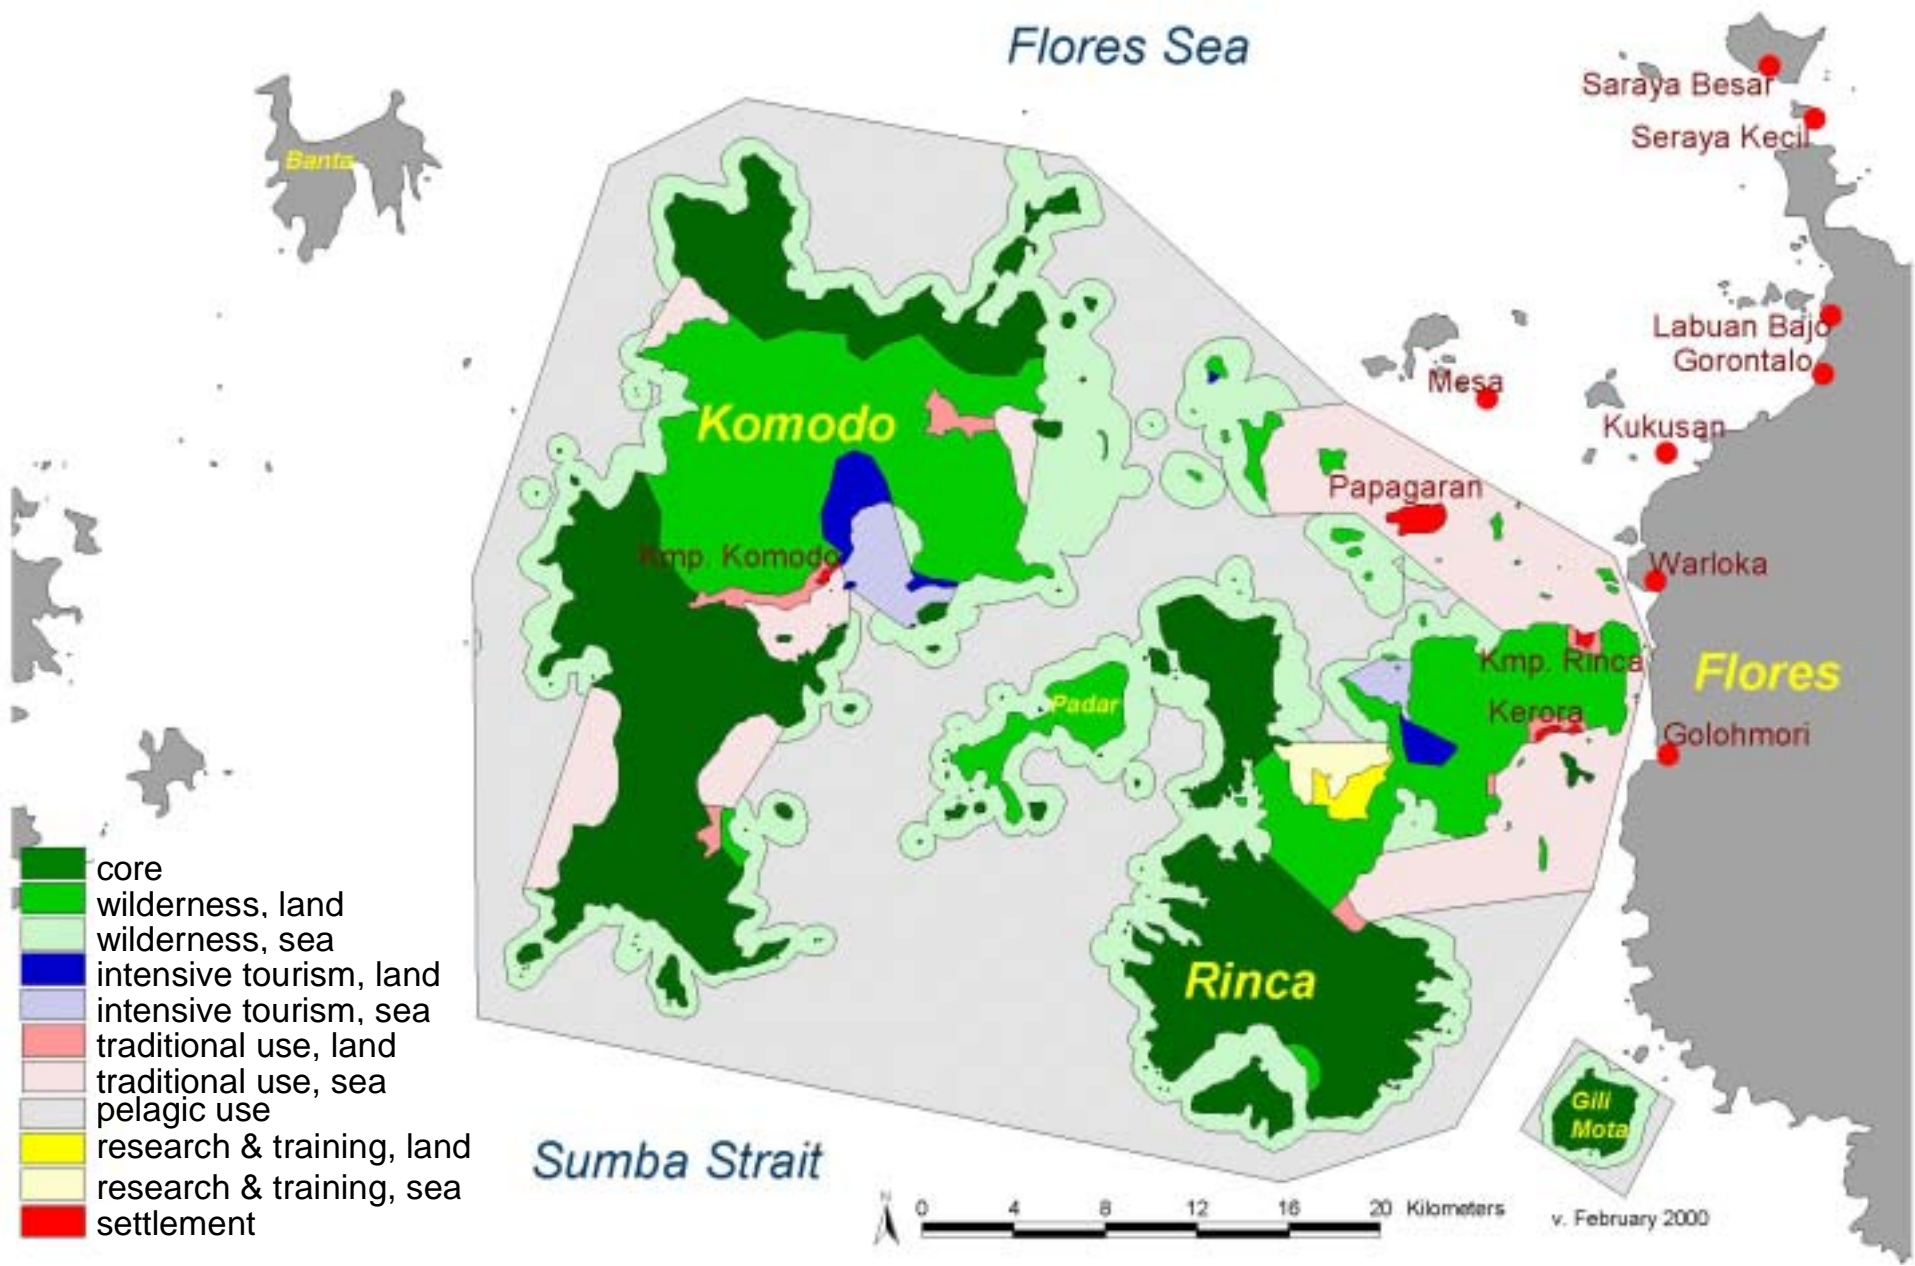 Flores Sea
Saraya Besar
Seraya Kecil
Banta
Labuan Bajo
Gorontalo
Mesa
Komodo
Kukusan
Papagaran
Kmp. Komodo
Warloka
Kmp. Rinca
Flores
Padar
Kerora
Golohmori
core
wilderness, land
wilderness, sea
intensive tourism, land
intensive tourism, sea
traditional use, land
traditional use, sea
pelagic use
research & training, land
research & training, sea
settlement
Rinca
Gili
Mota
Sumba Strait
N
0 4 8 12 16 20 Kilometers
v. February 2000